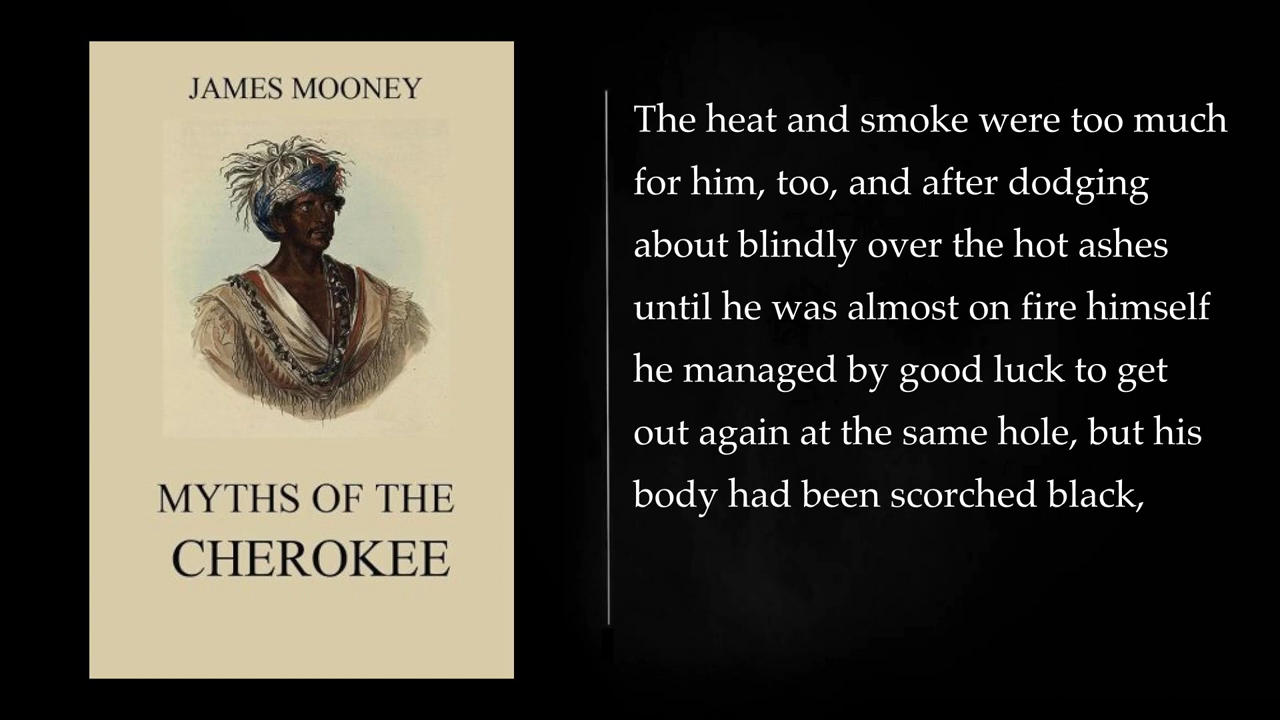 JAMES MOONEY
MYTHS OF THE
CHEROKEE
The heat and smoke were too much
for him, too, and after dodging
about blindly over the hot ashes
until he was almost on fire himself
he managed by good luck to get
out again at the same hole, but his
body had been scorched black,